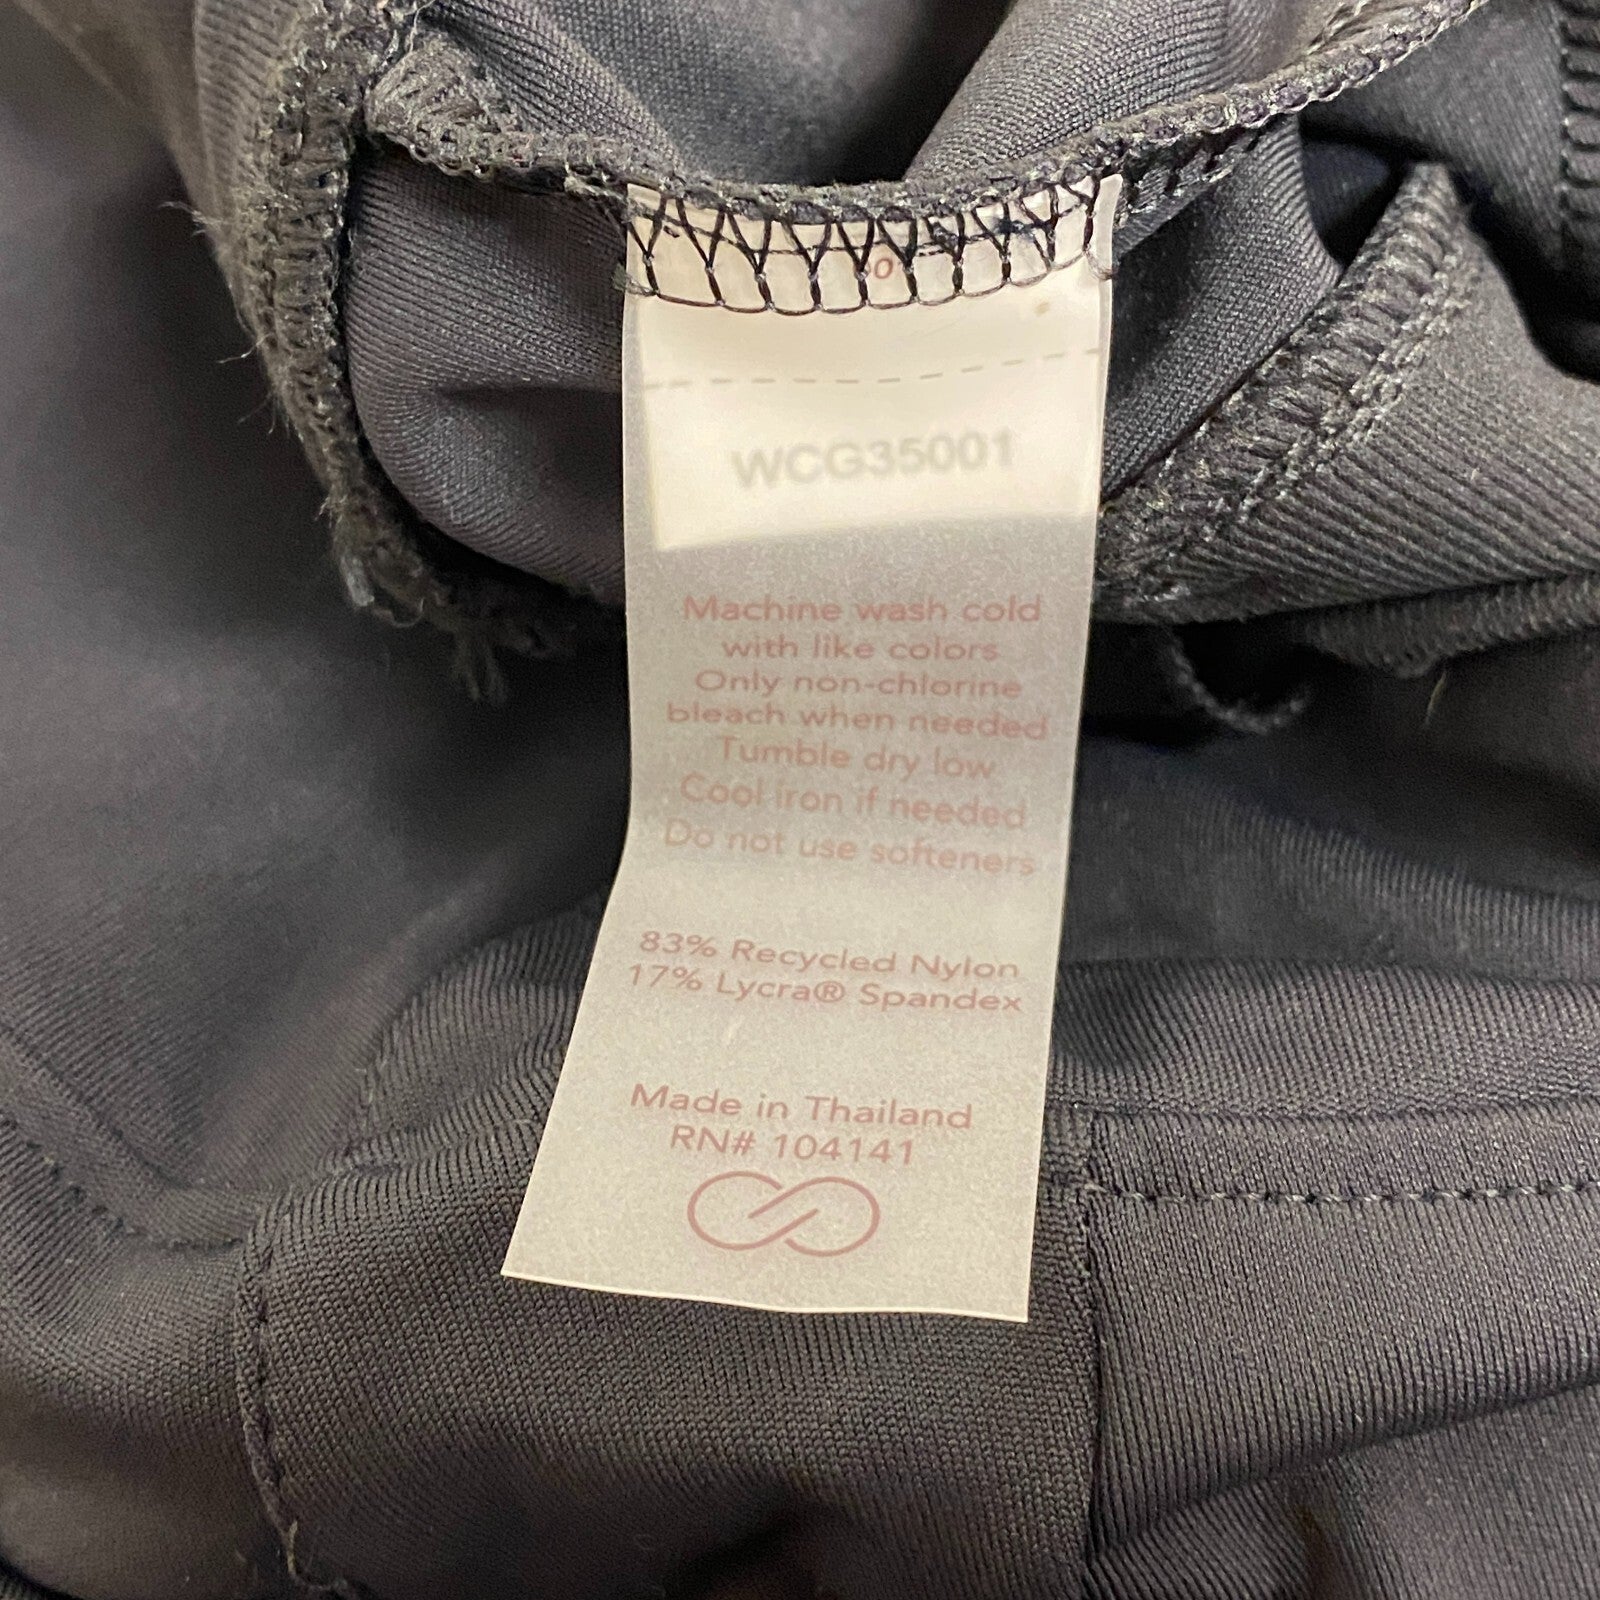 WCG35001
Machine wash cold
with like colors
Only non-chlorine
bleach when needed
Tumble dry low
Cool iron if needed
Do not use softeners
83% Recycled Nylon
17% Lycra® Spandex
Made in Thailand
RN# 104141